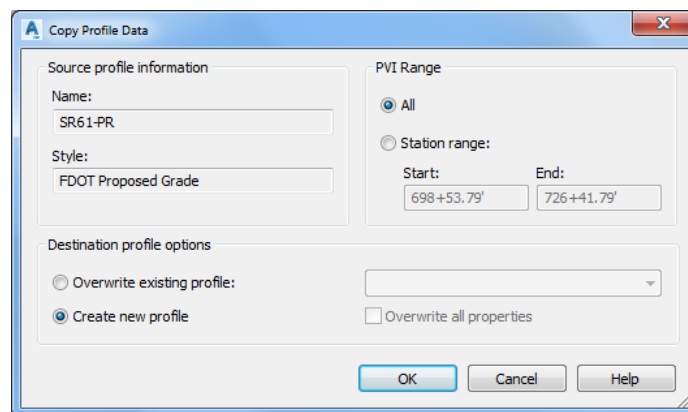 Copy Profile Data
Source profile information
Name:
SR61-PR
Style:
FDOT Proposed Grade
PVI Range
All
Station range:
Start: End:
698+53.79' 726+41.79'
Destination profile options
Overwrite existing profile:
Create new profile
Overwrite all properties
OK Cancel Help